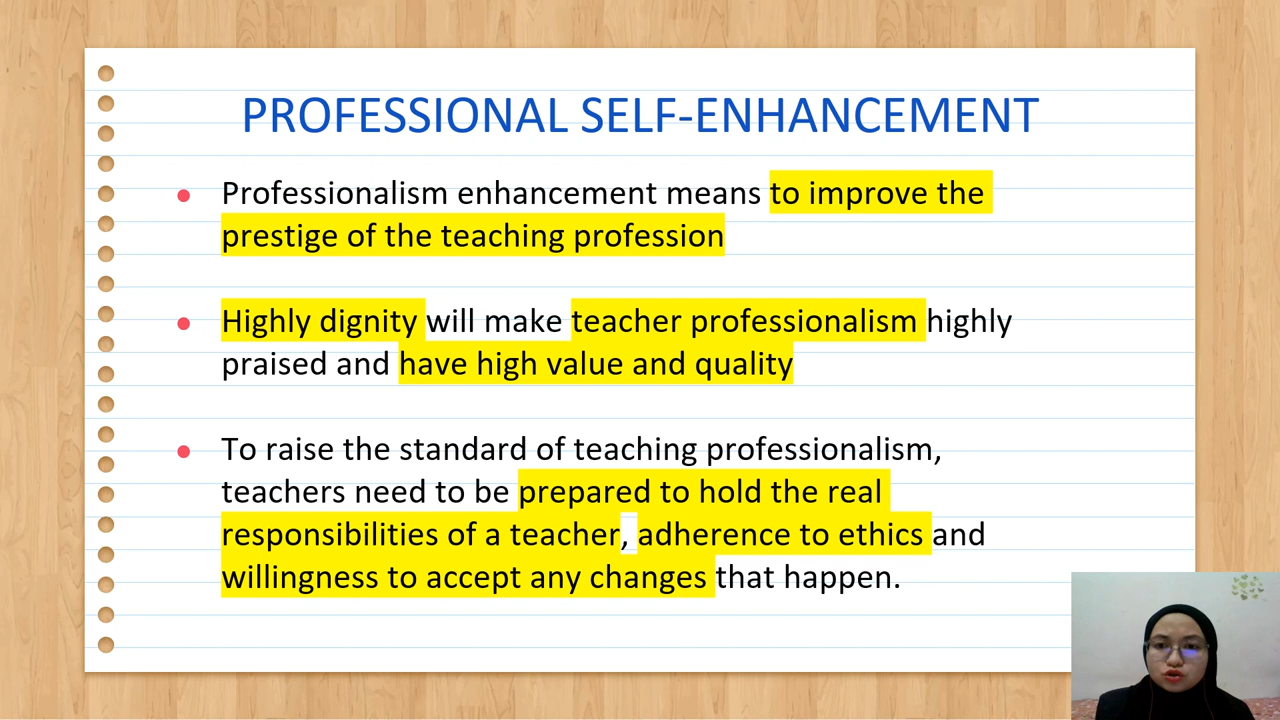 PROFESSIONAL SELF-ENHANCEMENT
Professionalism enhancement means to improve the
prestige of the teaching profession
Highly dignity will make teacher professionalism highly
praised and have high value and quality
To raise the standard of teaching professionalism,
teachers need to be prepared to hold the real
responsibilities of a teacher, adherence to ethics and
willingness to accept any changes that happen.